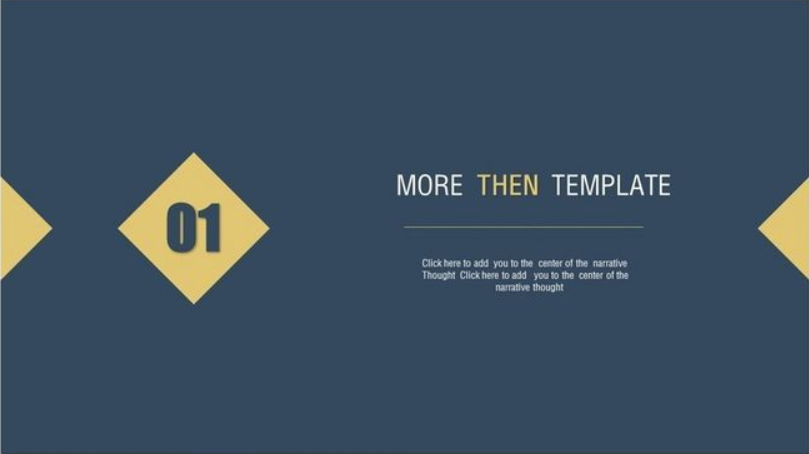 01
MORE THEN TEMPLATE
Click here to add you to the center of the narrative
Thought Click here to add you to the center of the
narrative thought